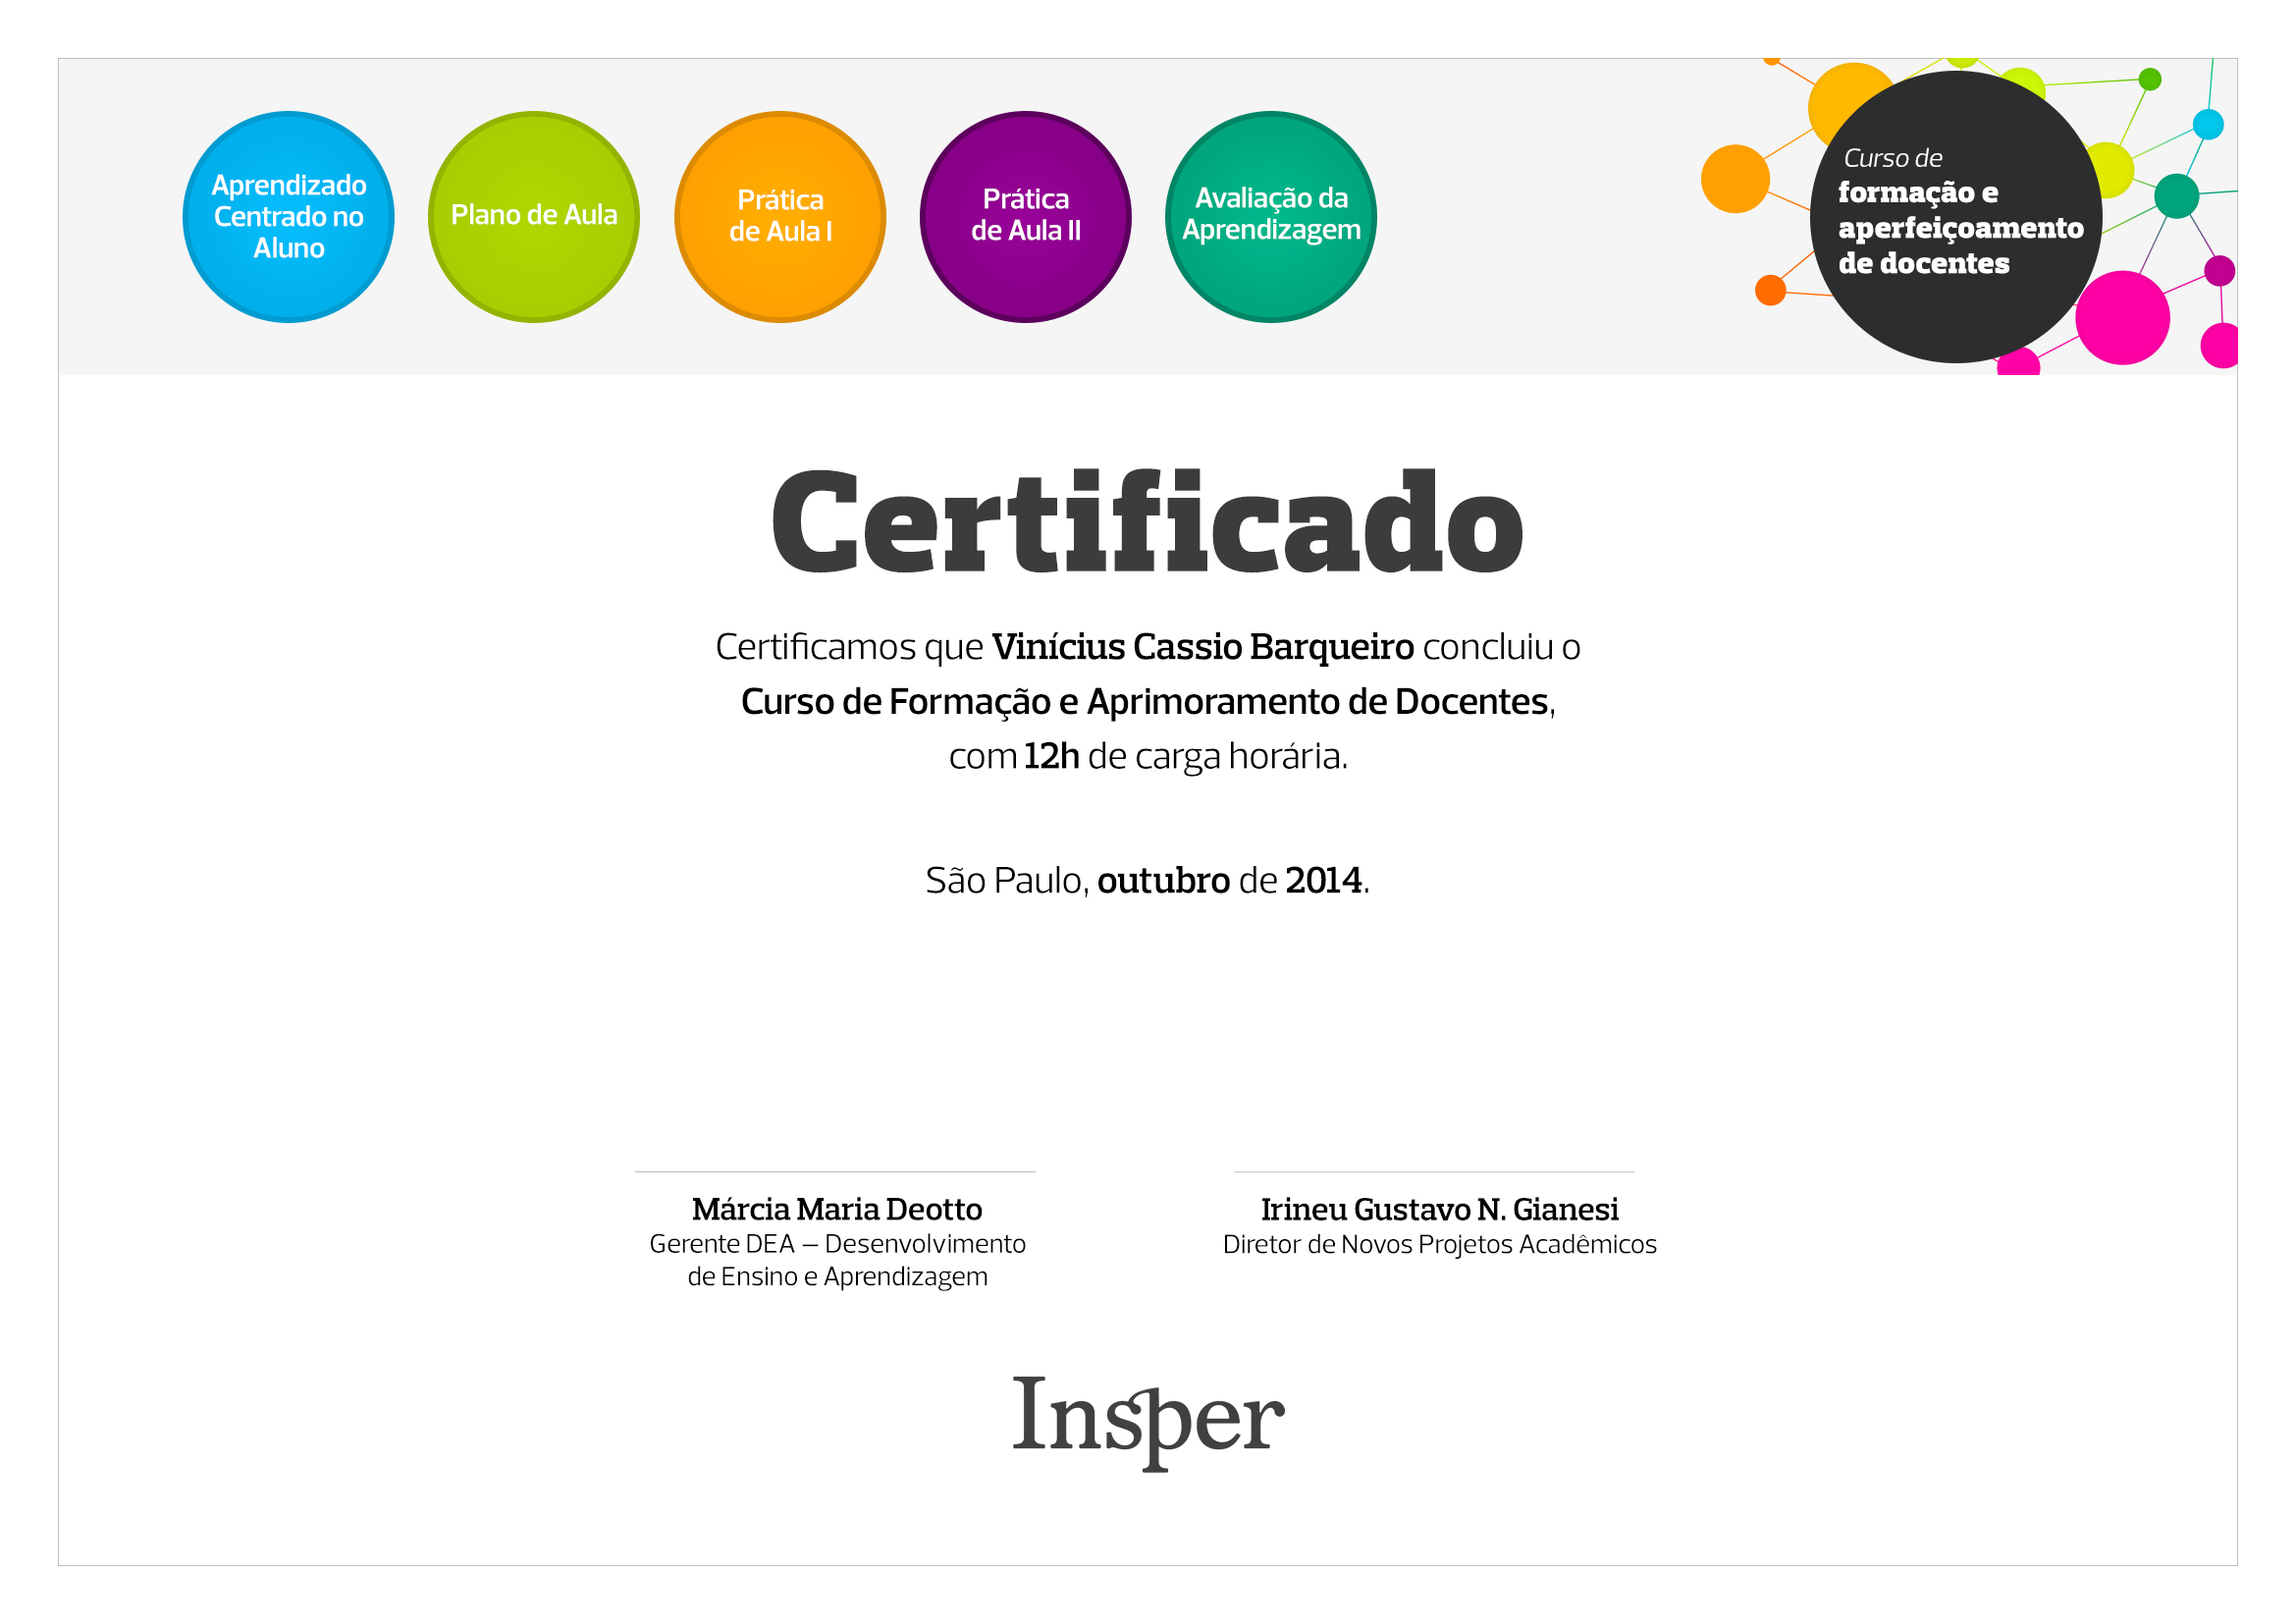 Aprendizado
Centrado no
Aluno
Plano de Aula
Prática
de Aula I
Prática
de Aula II
Avaliação da
Aprendizagem
Curso de
formação e
aperfeiçoamento
de docentes
Certificado
Certificamos que Vinícius Cassio Barqueiro concluiu o
Curso de Formação e Aprimoramento de Docentes,
com 12h de carga horária.
São Paulo, outubro de 2014.
Márcia Maria Deotto
Gerente DEA – Desenvolvimento
de Ensino e Aprendizagem
Irineu Gustavo N. Gianesi
Diretor de Novos Projetos Acadêmicos
Insper